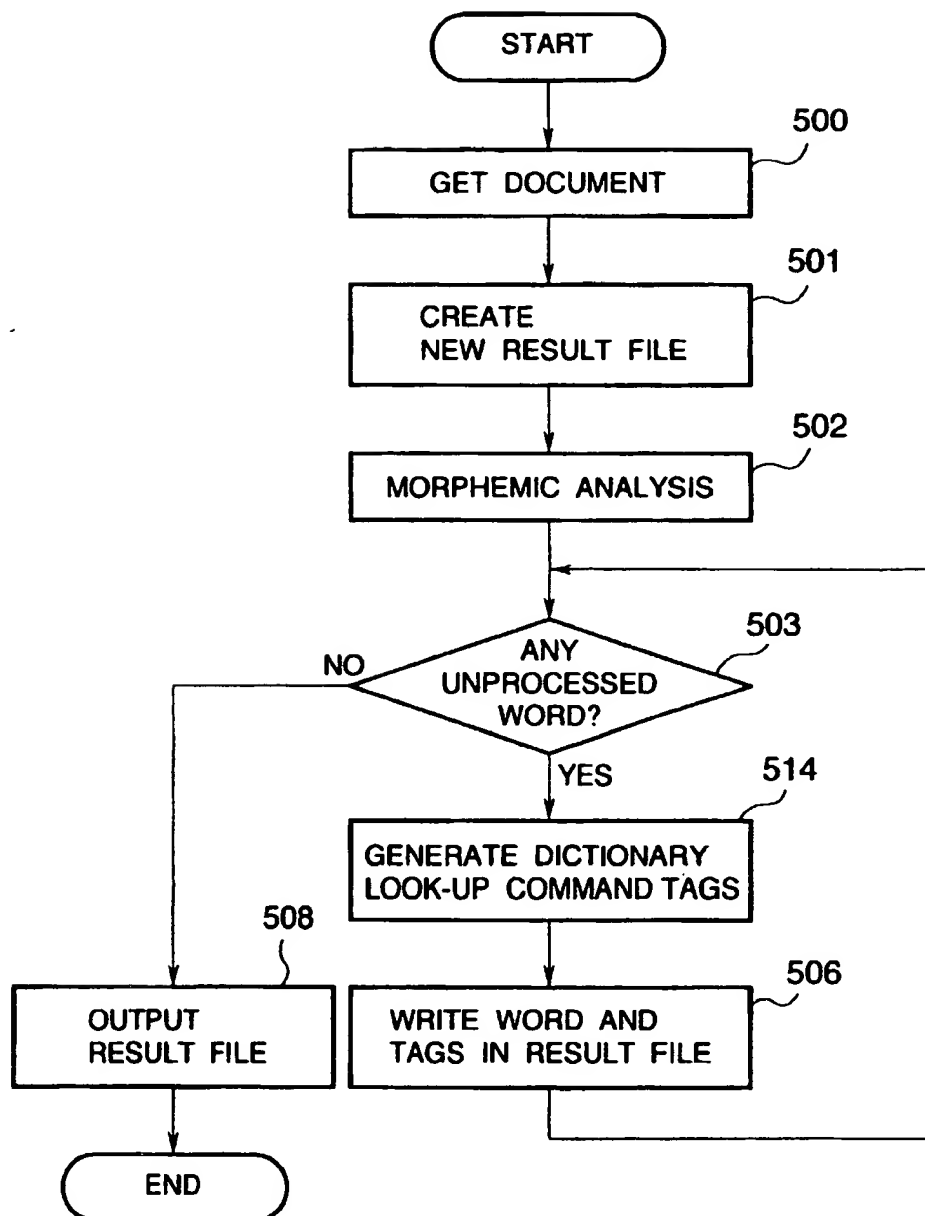 START
500
GET DOCUMENT
501
CREATE
NEW RESULT FILE
502
MORPHEMIC ANALYSIS
503
ANY
UNPROCESSED
WORD?
NO
YES
514
GENERATE DICTIONARY
LOOK-UP COMMAND TAGS
508
OUTPUT
RESULT FILE
506
WRITE WORD AND
TAGS IN RESULT FILE
END